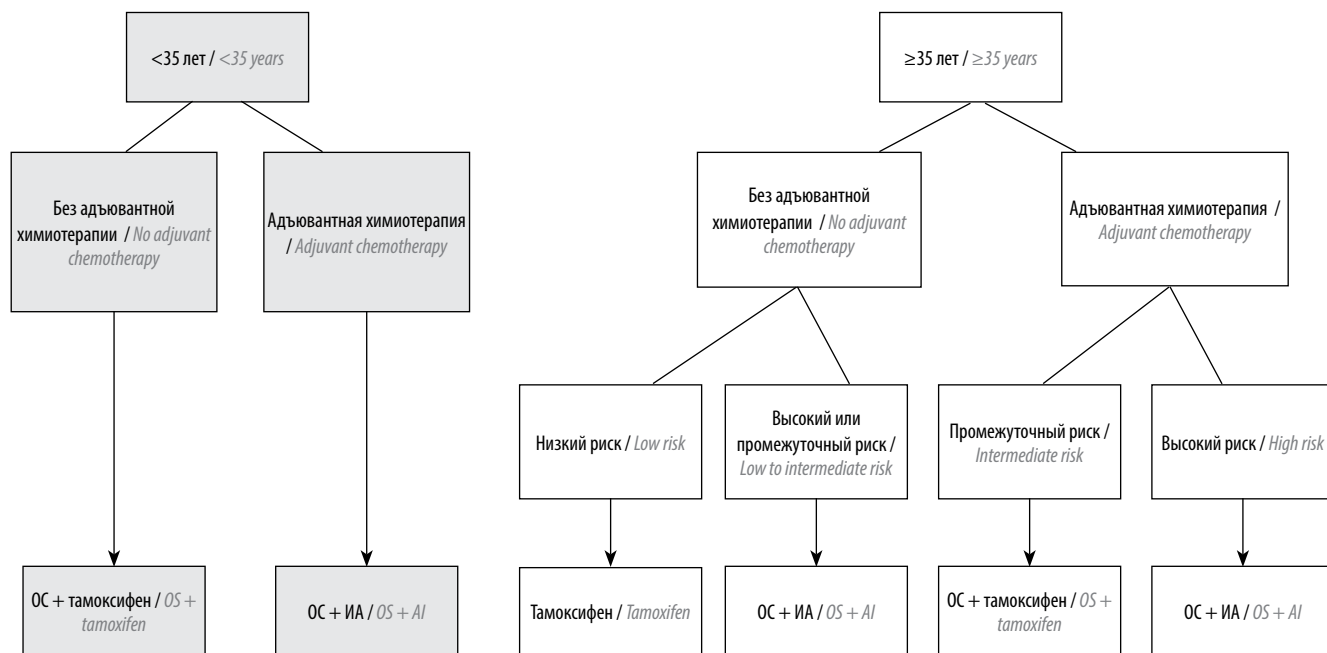 <35 лет / <35 years
≥35 лет / ≥35 years
Без адъювантной
химиотерапии / No adjuvant
chemotherapy
Адъювантная химиотерапия
/ Adjuvant chemotherapy
Без адъювантной
химиотерапии / No adjuvant
chemotherapy
Адъювантная химиотерапия /
Adjuvant chemotherapy
Низкий риск / Low risk
Высокий или
промежуточный риск /
Low to intermediate risk
Промежуточный риск /
Intermediate risk
Высокий риск / High risk
ОС + тамоксифен / OS +
tamoxifen
ОС + ИА / OS + AI
Тамоксифен / Tamoxifen
ОС + ИА / OS + AI
ОС + тамоксифен / OS +
tamoxifen
ОС + ИА / OS + AI